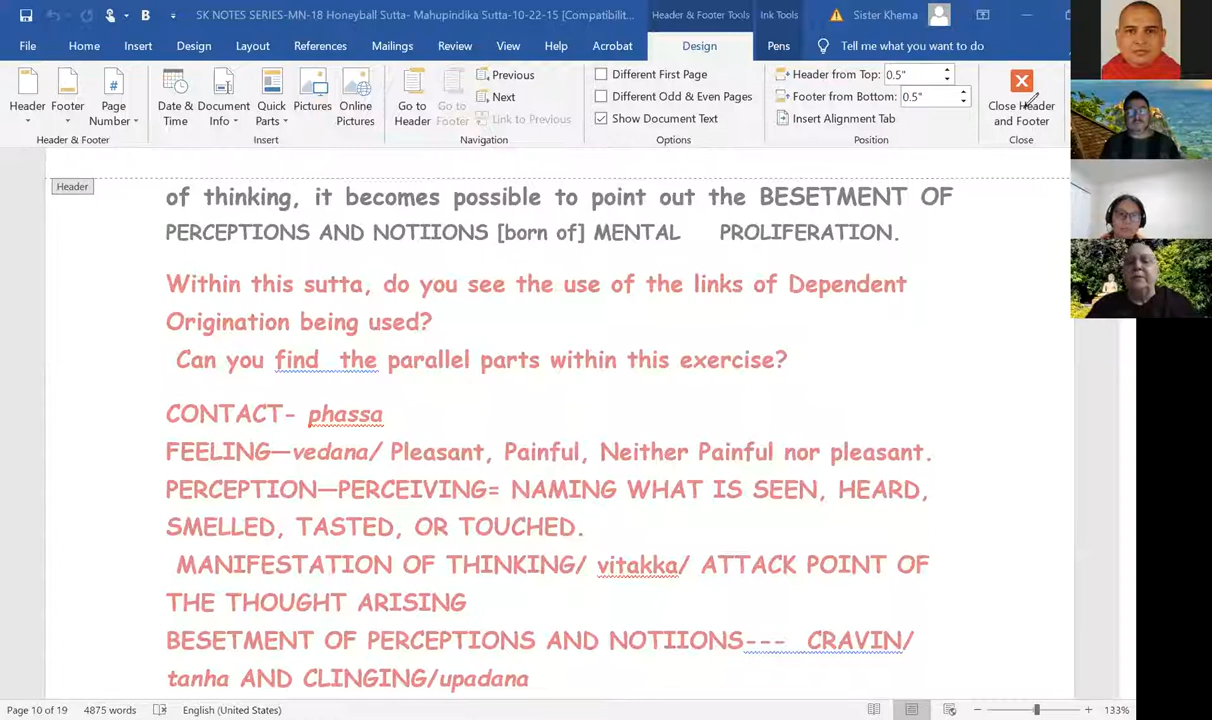 SK NOTES SERIES-MN-18 Honeyball Sutta- Mahupindika Sutta-10-22-15 [Compatibilit...
Header & Footer Tools
Ink Tools
Sister Khema
File
Home
Insert
Design
Layout
References
Mailings
Review
View
Help
Acrobat
Design
Pens
Tell me what you want to do
Header
Footer
Page Number
Header & Footer
Date & Time
Document Info
Quick Parts
Pictures
Online Pictures
Insert
Go to Header
Go to Footer
Previous
Next
Link to Previous
Navigation
Different First Page
Different Odd & Even Pages
Show Document Text
Options
Header from Top: 0.5"
Footer from Bottom: 0.5"
Insert Alignment Tab
Position
Close Header and Footer
Close
Header
of thinking, it becomes possible to point out the BESETMENT OF
PERCEPTIONS AND NOTIIONS [born of] MENTAL PROLIFERATION.
Within this sutta, do you see the use of the links of Dependent
Origination being used?
Can you find the parallel parts within this exercise?
CONTACT- phassa
FEELING—vedana/ Pleasant, Painful, Neither Painful nor pleasant.
PERCEPTION—PERCEIVING= NAMING WHAT IS SEEN, HEARD,
SMELLED, TASTED, OR TOUCHED.
MANIFESTATION OF THINKING/ vitakka/ ATTACK POINT OF
THE THOUGHT ARISING
BESETMENT OF PERCEPTIONS AND NOTIIONS--- CRAVIN/
tanha AND CLINGING/upadana
Page 10 of 19
4875 words
English (United States)
133%